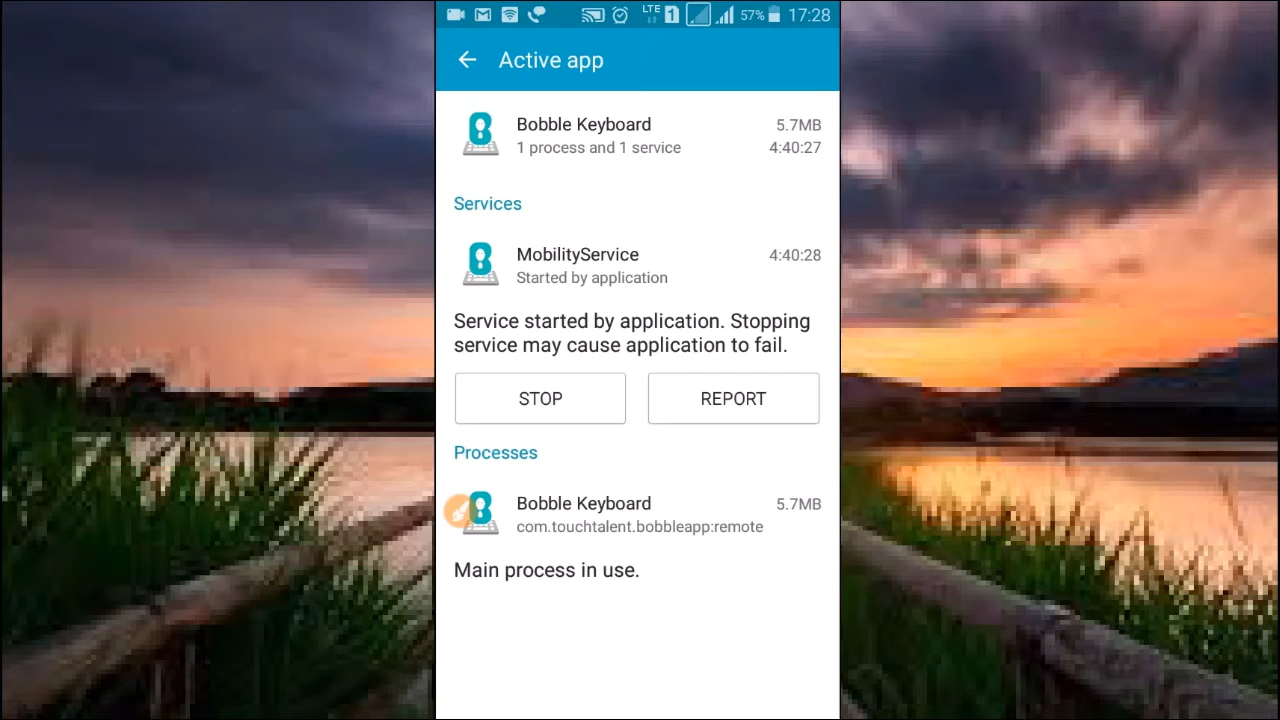 LTE 1 57% 17:28
Active app
Bobble Keyboard 5.7MB
1 process and 1 service 4:40:27
Services
MobilityService 4:40:28
Started by application
Service started by application. Stopping
service may cause application to fail.
STOP REPORT
Processes
Bobble Keyboard 5.7MB
com.touchtalent.bobbleapp:remote
Main process in use.